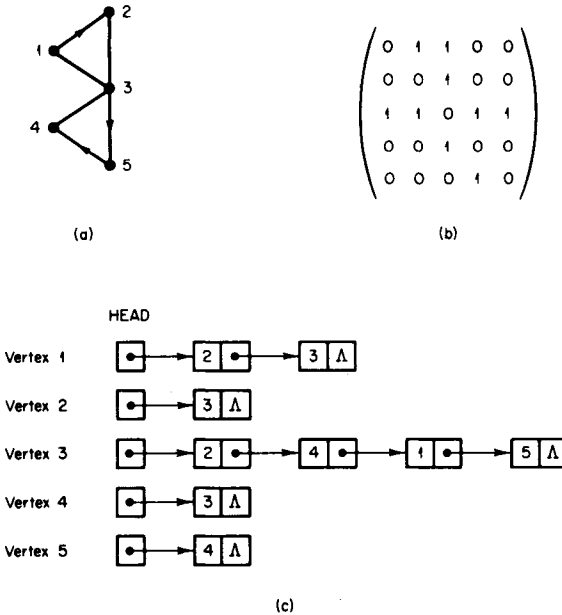 2
1
3
4
5
(a)
0 1 1 0 0
0 0 1 0 0
1 1 0 1 1
0 0 1 0 0
0 0 0 1 0
(b)
HEAD
Vertex 1 2 3 Λ
Vertex 2 3 Λ
Vertex 3 2 4 1 5 Λ
Vertex 4 3 Λ
Vertex 5 4 Λ
(c)